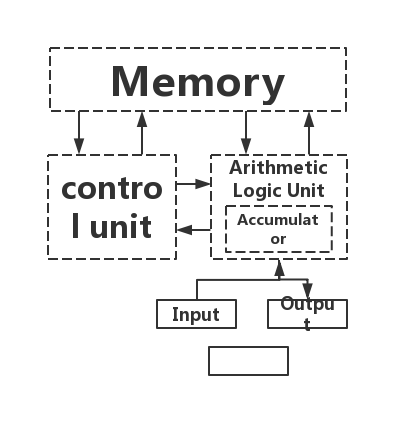 Memory
contro
l unit
Arithmetic
Logic Unit
Accumulat
or
Input
Outpu
t